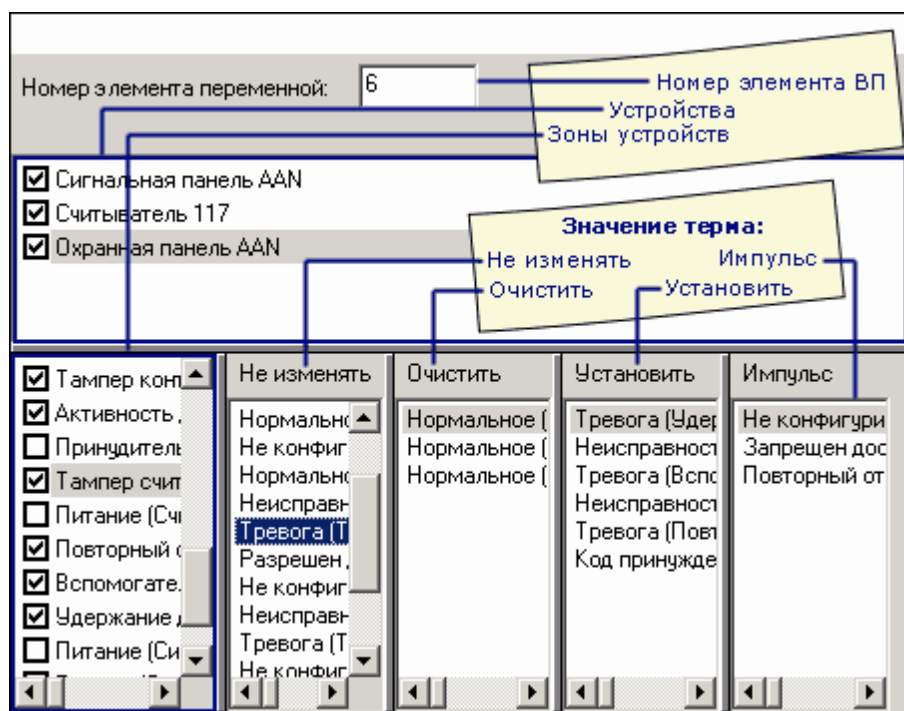 Номер элемента переменной: 6
Номер элемента ВП
Устройства
Зоны устройств
Сигнальная панель AAN
Считыватель 117
Охранная панель AAN
Значение терма:
Не изменять Импульс
Очистить Установить
Не изменять Очистить Установить Импульс
Тампер конт
Активность
Принудитель
Тампер счит
Питание (Сч
Повторный с
Вспомогате.
Удержание д
Питание (Си
Нормально
Не конфиг
Нормально
Неисправн
Тревога (Т
Разрешен
Не конфиг
Неисправн
Тревога (Т
Не конфиг
Нормальное (
Нормальное (
Нормальное (
Тревога (Удер
Неисправност
Тревога (Вспо
Неисправност
Тревога (Повт
Код принужде
Не конфигури
Запрещен дос
Повторный от